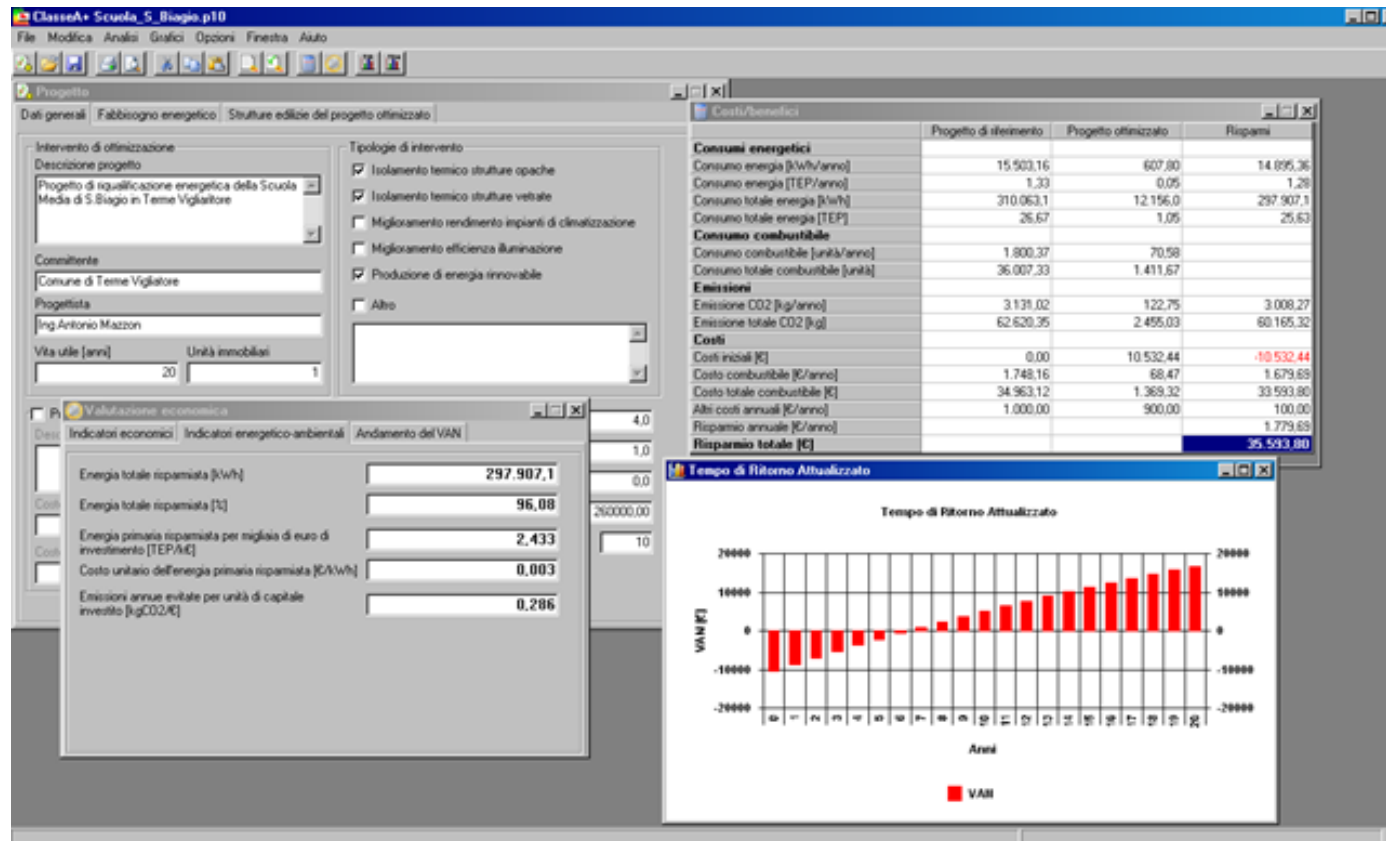 ClasseA+ Scuola_S_Biagio.p10
File Modifica Analisi Grafici Opzioni Finestra Aiuto
Progetto
Dati generali Fabbisogno energetico Strutture edilizie del progetto ottimizzato
Intervento di ottimizzazione
Descrizione progetto
Progetto di riqualificazione energetica della Scuola
Media di S.Biagio in Terme Vigliaritore
Committente
Comune di Terme Vigliatore
Progettista
Ing.Antonio Mazzon
Vita utile [anni] Unità immobiliari
20 1
Tipologie di intervento
Isolamento termico strutture opache
Isolamento termico strutture vetrate
Miglioramento rendimento impianti di climatizzazione
Miglioramento efficienza illuminazione
Produzione di energia rinnovabile
Altro
4,0
1,0
0,0
260000,00
10
Valutazione economica
Indicatori economici Indicatori energetico-ambientali Andamento del VAN
Energia totale risparmiata [kWh] 297.907,1
Energia totale risparmiata [%] 96,08
Energia primaria risparmiata per migliaia di euro di
investimento [TEP/k€] 2,433
Costo unitario dell'energia primaria risparmiata [€/kWh] 0,003
Emissioni annue evitate per unità di capitale
investito [kgCO2/€] 0,286
Costi/benefici
Progetto di riferimento Progetto ottimizzato Risparmi
Consumi energetici
Consumo energia [kWh/anno] 15.503,16 607,80 14.895,36
Consumo energia [TEP/anno] 1,33 0,05 1,28
Consumo totale energia [kWh] 310.063,1 12.156,0 297.907,1
Consumo totale energia [TEP] 26,67 1,05 25,63
Consumo combustibile
Consumo combustibile [unità/anno] 1.800,37 70,58
Consumo totale combustibile [unità] 36.007,33 1.411,67
Emissioni
Emissione CO2 [kg/anno] 3.131,02 122,75 3.008,27
Emissione totale CO2 [kg] 62.620,35 2.455,03 60.165,32
Costi
Costi iniziali [€] 0,00 10.532,44 -10.532,44
Costo combustibile [€/anno] 1.748,16 68,47 1.679,69
Costo totale combustibile [€] 34.963,12 1.369,32 33.593,80
Altri costi annuali [€/anno] 1.000,00 900,00 100,00
Risparmio annuale [€/anno] 1.779,69
Risparmio totale [€] 35.593,80
Tempo di Ritorno Attualizzato
Tempo di Ritorno Attualizzato
20000 20000
10000 10000
0 0
-10000 -10000
-20000 -20000
VAN [€]
0 1 2 3 4 5 6 7 8 9 10 11 12 13 14 15 16 17 18 19 20
Anni
VAN